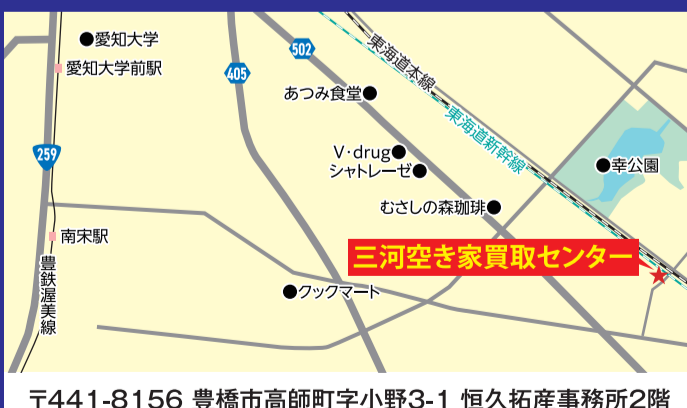 愛知大学
愛知大学前駅
502
405
東海道本線
東海道新幹線
あつみ食堂
V・drug
シャトレーゼ
幸公園
259
むさしの森珈琲
南宋駅
豊鉄渥美線
三河空き家買取センター
クックマート
〒441-8156 豊橋市高師町字小野3-1 恒久拓産事務所2階